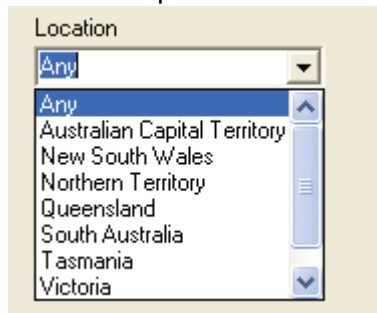 Location
Any
Any
Australian Capital Territory
New South Wales
Northern Territory
Queensland
South Australia
Tasmania
Victoria